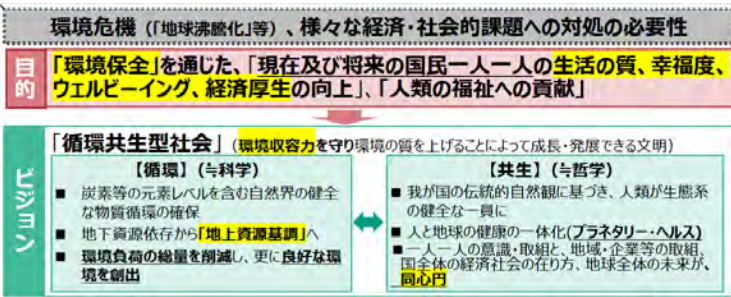 環境危機（「地球沸騰化」等）、様々な経済・社会的課題への対処の必要性
目的
「環境保全」を通じた、「現在及び将来の国民一人一人の生活の質、幸福度、
ウェルビーイング、経済厚生の向上」、「人類の福祉への貢献」
ビジョン
「循環共生型社会」（環境収容力を守り環境の質を上げることによって成長・発展できる文明）
【循環】(≒科学)
■ 炭素等の元素レベルを含む自然界の健全
な物質循環の確保
■ 地下資源依存から「地上資源基調」へ
■ 環境負荷の総量を削減し、更に良好な環
境を創出
【共生】(≒哲学)
■ 我が国の伝統的自然観に基づき、人類が生態系
の健全な一員に
■ 人と地球の健康の一体化(プラネタリー・ヘルス)
■ 一人一人の意識・取組と、地域・企業等の取組、
国全体の経済社会の在り方、地球全体の未来が、
同心円